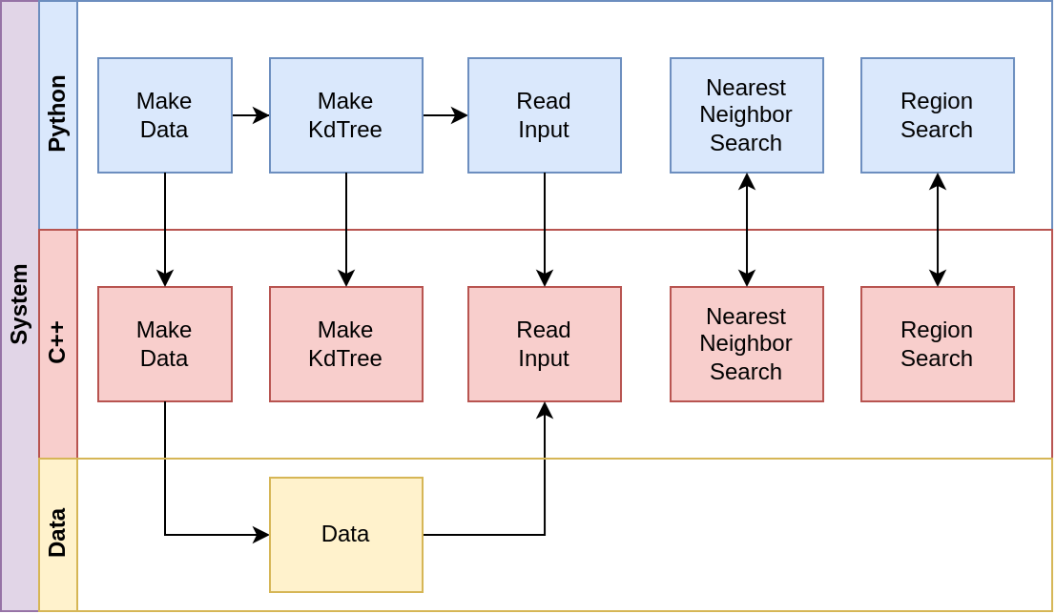 System
Python
Make
Data
Make
KdTree
Read
Input
Nearest
Neighbor
Search
Region
Search
C++
Make
Data
Make
KdTree
Read
Input
Nearest
Neighbor
Search
Region
Search
Data
Data